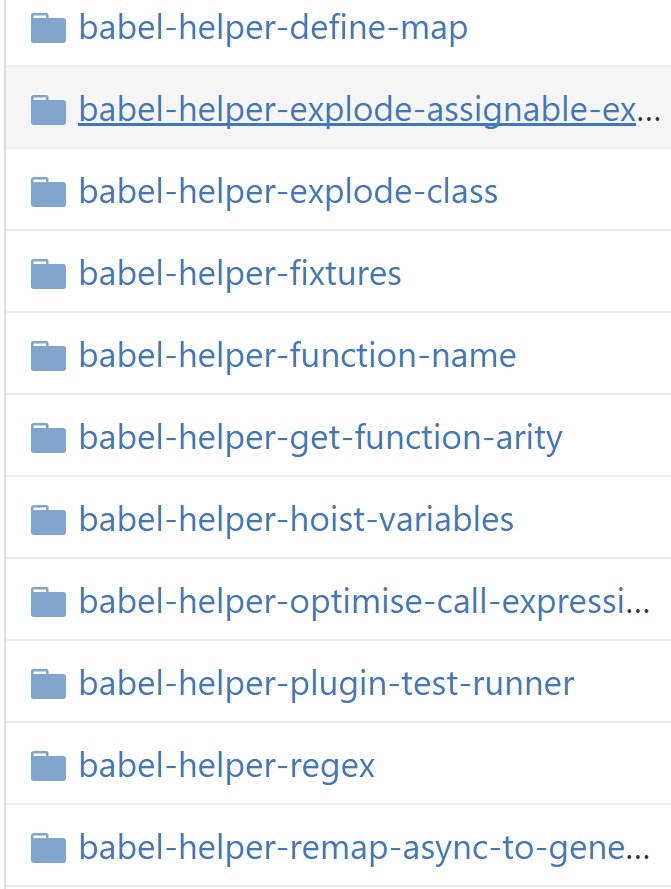 babel-helper-define-map
babel-helper-explode-assignable-ex...
babel-helper-explode-class
babel-helper-fixtures
babel-helper-function-name
babel-helper-get-function-arity
babel-helper-hoist-variables
babel-helper-optimise-call-expressi...
babel-helper-plugin-test-runner
babel-helper-regex
babel-helper-remap-async-to-gene...